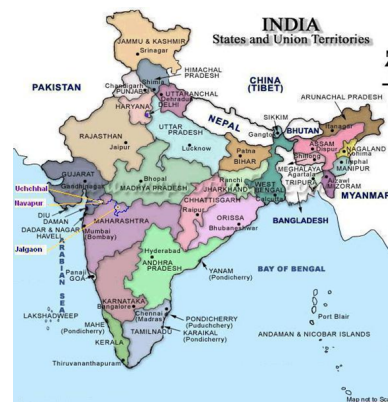 INDIA
States and Union Territories
JAMMU & KASHMIR
Srinagar
HIMACHAL
PRADESH
Shimla
Chandigarh
PUNJAB
UTTARANCHAL
Dehradun
PAKISTAN
CHINA
(TIBET)
HARYANA
DELHI
ARUNACHAL PRADESH
SIKKIM
Itanagar
RAJASTHAN
Jaipur
UTTAR
PRADESH
Lucknow
NEPAL
Gangtok
BHUTAN
ASSAM
Dispur
NAGALAND
Kohima
Shillong
MEGHALAYA
Imphal
MANIPUR
Patna
BIHAR
Agartala
TRIPURA
Aizawl
MIZORAM
GUJARAT
Gandhinagar
Bhopal
MADHYA PRADESH
Ranchi
JHARKHAND
WEST
BENGAL
Calcutta
MYANMAR
Uchchhal
Navapur
CHHATTISGARH
Raipur
ORISSA
Bhubaneshwar
BANGLADESH
DIU
DAMAN
DADAR & NAGAR
HAVELI
MAHARASHTRA
Mumbai
(Bombay)
Jalgaon
ARABIAN SEA
Hyderabad
ANDHRA
PRADESH
YANAM
(Pondicherry)
BAY OF BENGAL
Panaji
GOA
KARNATAKA
Bangalore
Chennai
(Madras)
PONDICHERRY
(Puduchchery)
Port Blair
LAKSHADWEEP
MAHE
(Pondicherry)
TAMILNADU
KARAIKAL
(Pondicherry)
ANDAMAN & NICOBAR ISLANDS
KERALA
Thiruvananthapuram
Map not to Sc